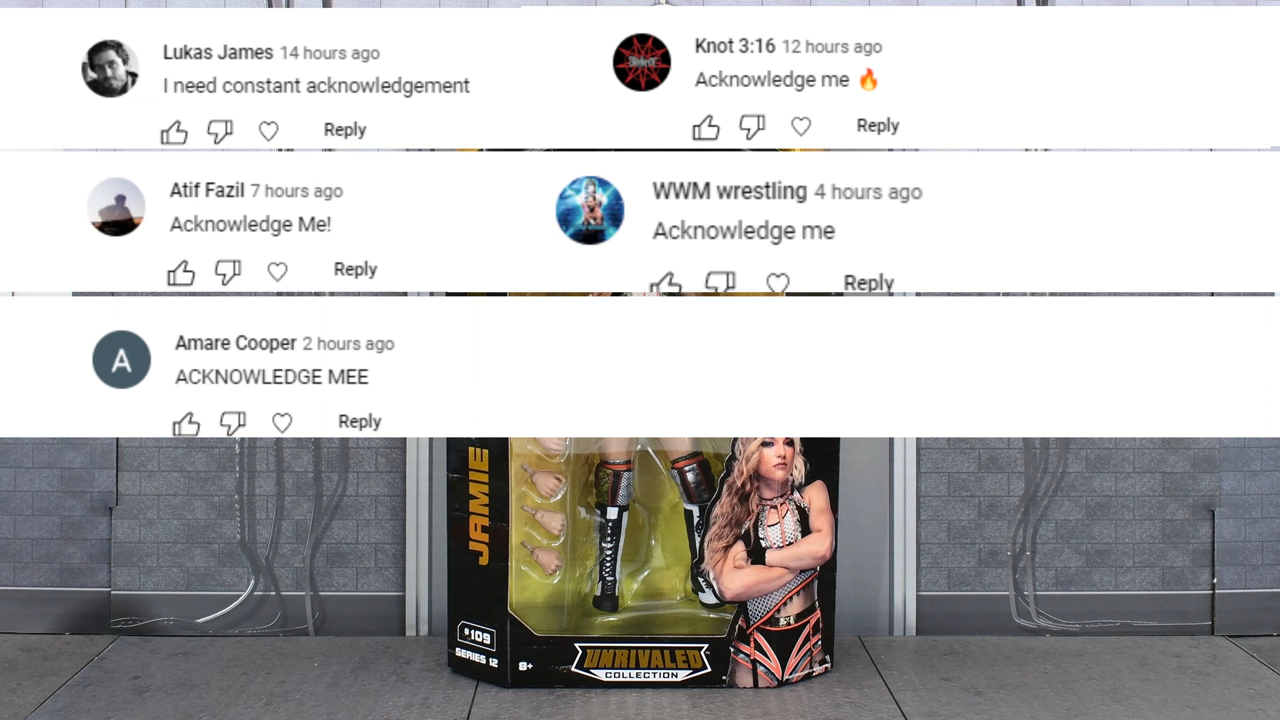 Lukas James 14 hours ago
I need constant acknowledgement
Reply
Knot 3:16 12 hours ago
Acknowledge me 🔥
Reply
Atif Fazil 7 hours ago
Acknowledge Me!
Reply
WWM wrestling 4 hours ago
Acknowledge me
Reply
A
Amare Cooper 2 hours ago
ACKNOWLEDGE MEE
Reply
JAMIE
#109
SERIES 12
8+
UNRIVALED
COLLECTION